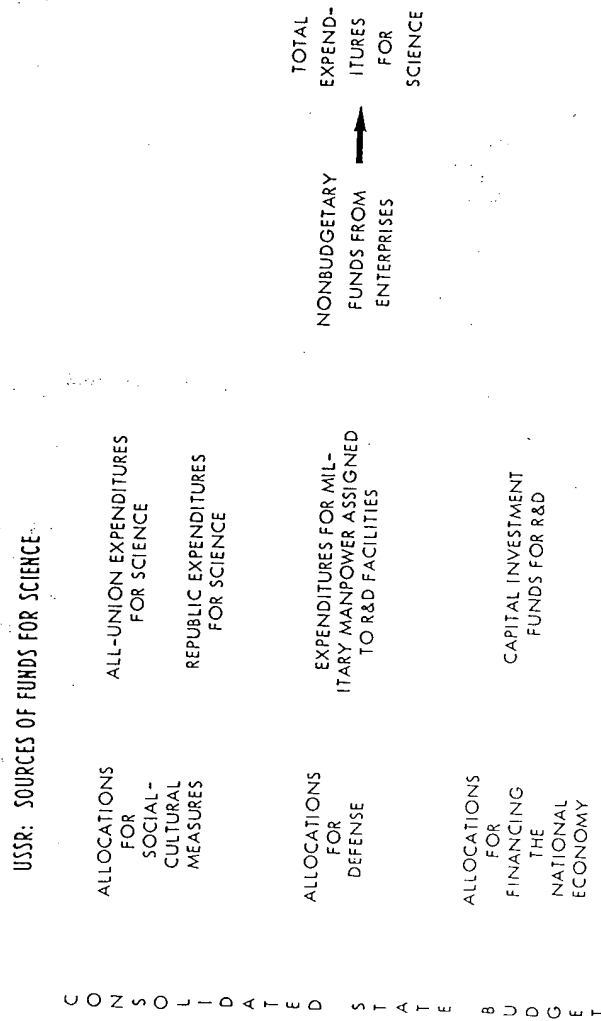 USSR: SOURCES OF FUNDS FOR SCIENCE
CONSOLIDATED STATE BUDGET
ALLOCATIONS
FOR
SOCIAL-
CULTURAL
MEASURES
ALL-UNION EXPENDITURES
FOR SCIENCE
REPUBLIC EXPENDITURES
FOR SCIENCE
ALLOCATIONS
FOR
DEFENSE
EXPENDITURES FOR MIL-
ITARY MANPOWER ASSIGNED
TO R&D FACILITIES
ALLOCATIONS
FOR
FINANCING
THE
NATIONAL
ECONOMY
CAPITAL INVESTMENT
FUNDS FOR R&D
NONBUDGETARY
FUNDS FROM
ENTERPRISES
TOTAL
EXPEND-
ITURES
FOR
SCIENCE